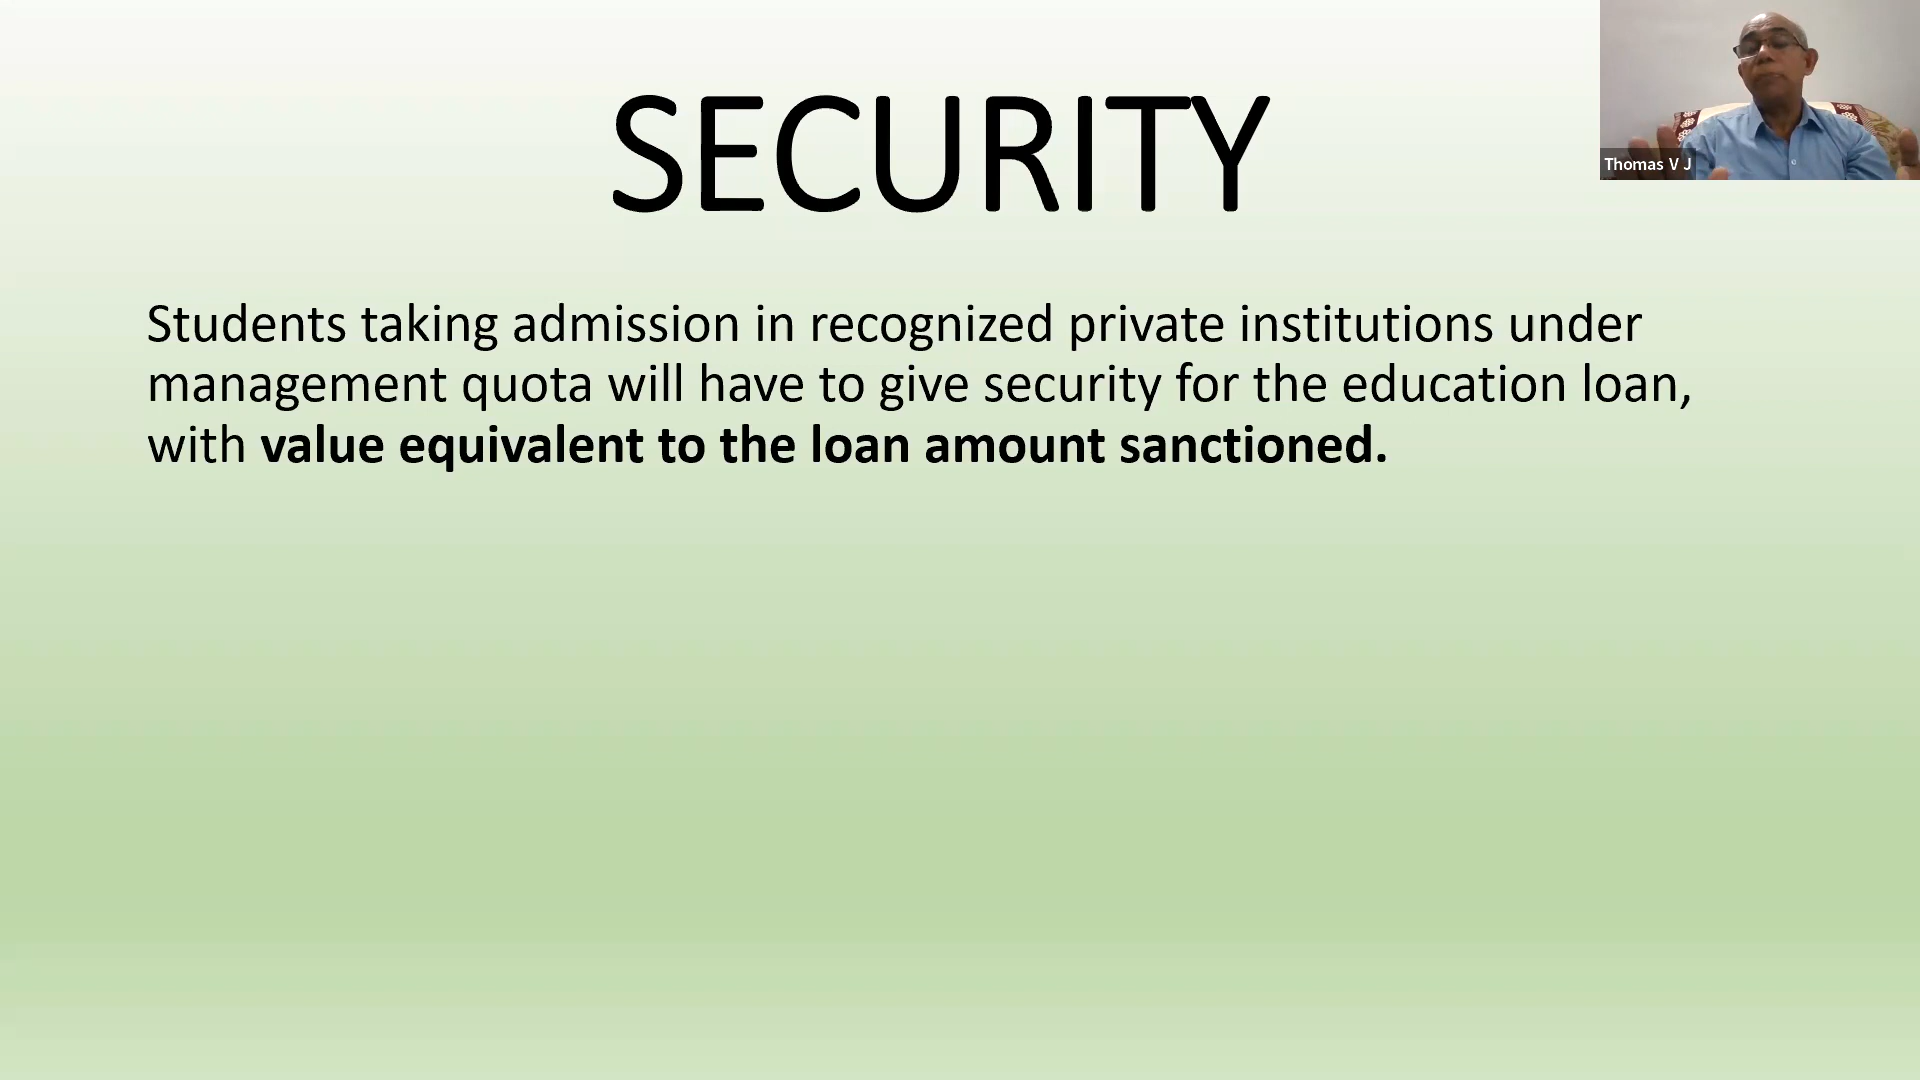 SECURITY
Thomas V J
Students taking admission in recognized private institutions under
management quota will have to give security for the education loan,
with value equivalent to the loan amount sanctioned.